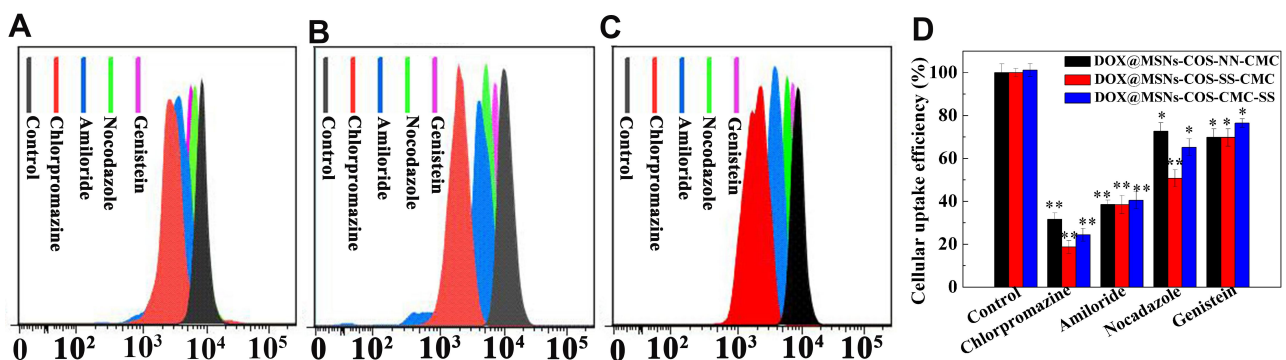 A
Control
Chlorpromazine
Amiloride
Nocodazole
Genistein
0 10² 10³ 10⁴ 10⁵
B
Control
Chlorpromazine
Amiloride
Nocodazole
Genistein
0 10² 10³ 10⁴ 10⁵
C
Control
Chlorpromazine
Amiloride
Nocodazole
Genistein
0 10² 10³ 10⁴ 10⁵
D
Cellular uptake efficiency (%)
100
80
60
40
20
0
DOX@MSNs-COS-NN-CMC
DOX@MSNs-COS-SS-CMC
DOX@MSNs-COS-CMC-SS
** ** **
** ** **
* ** *
* * *
Control
Chlorpromazine
Amiloride
Nocodazole
Genistein